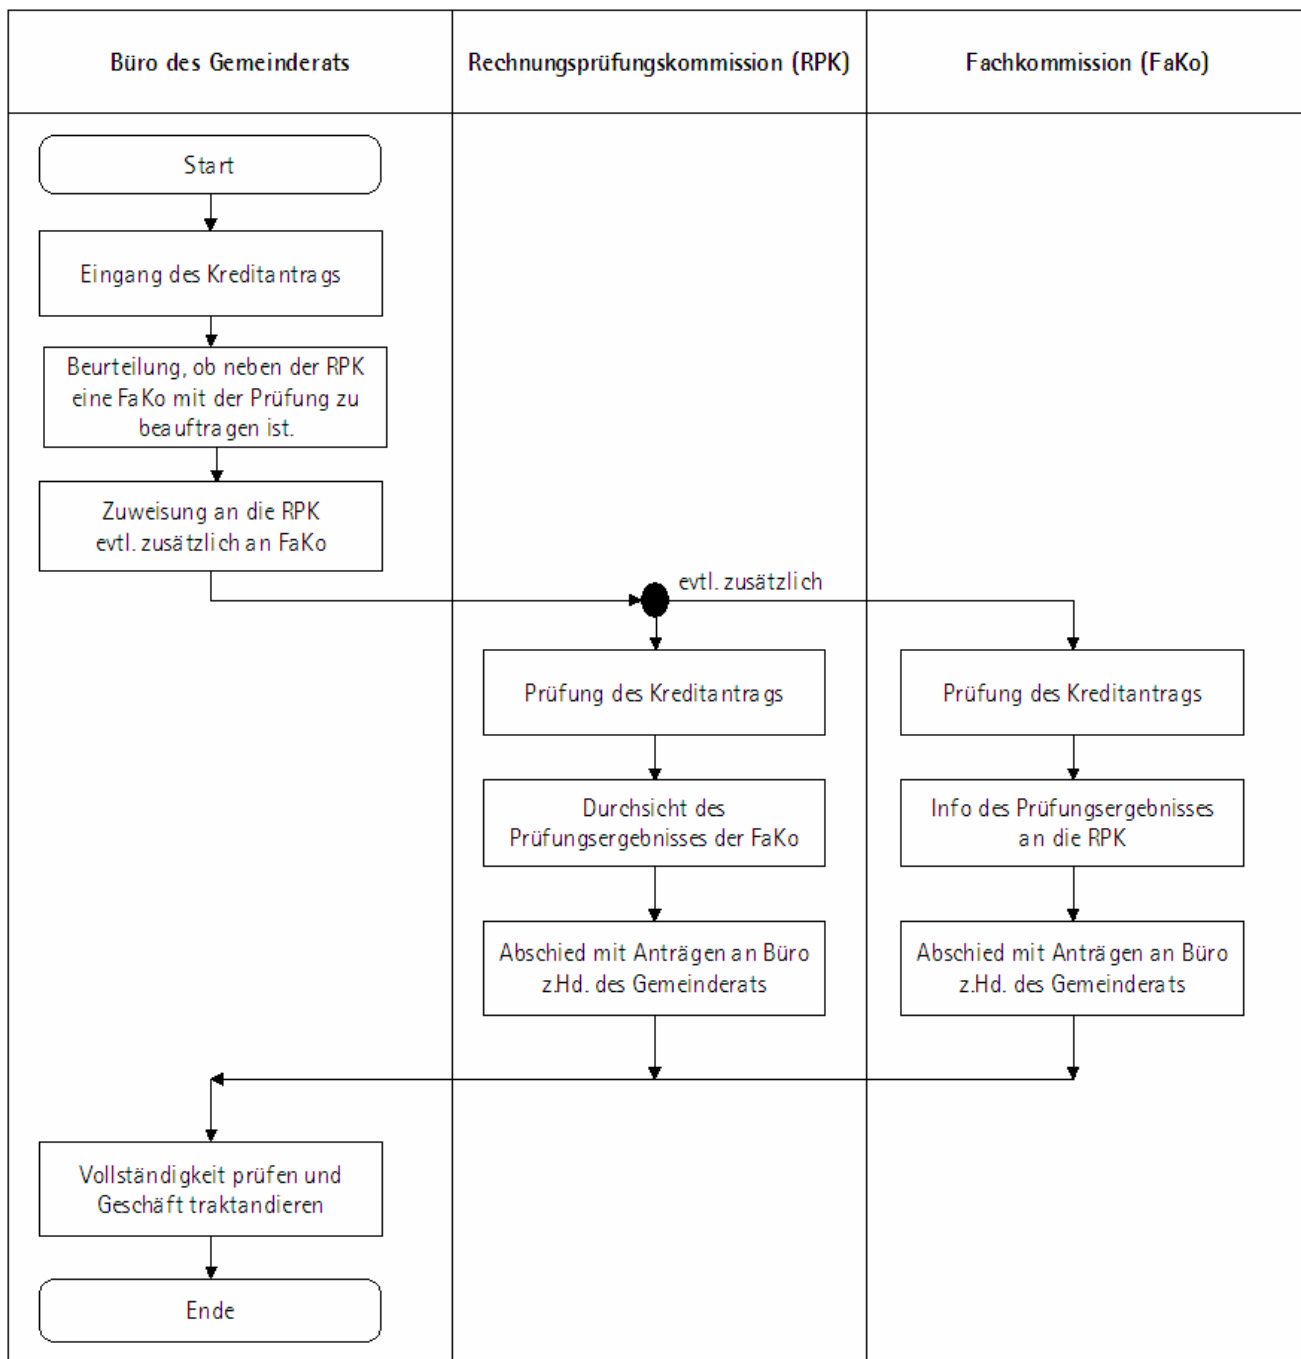 Büro des Gemeinderats
Rechnungsprüfungskommission (RPK)
Fachkommission (FaKo)
Start
Eingang des Kreditantrags
Beurteilung, ob neben der RPK
eine FaKo mit der Prüfung zu
beauftragen ist.
Zuweisung an die RPK
evtl. zusätzlich an FaKo
evtl. zusätzlich
Prüfung des Kreditantrags
Prüfung des Kreditantrags
Durchsicht des
Prüfungsergebnisses der FaKo
Info des Prüfungsergebnisses
an die RPK
Abschied mit Anträgen an Büro
z.Hd. des Gemeinderats
Abschied mit Anträgen an Büro
z.Hd. des Gemeinderats
Vollständigkeit prüfen und
Geschäft traktandieren
Ende